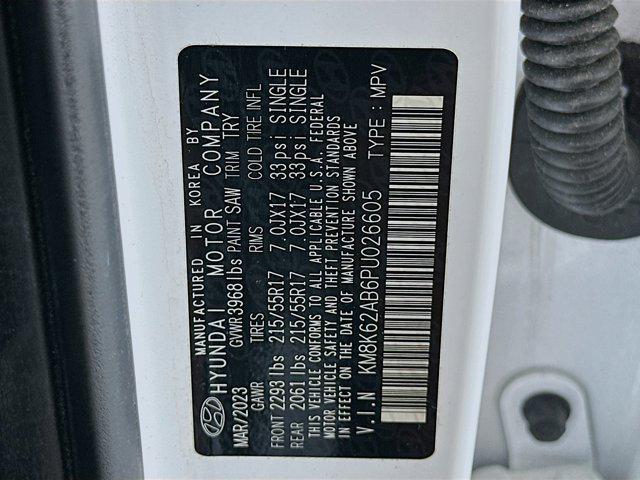 MANUFACTURED IN KOREA BY
HYUNDAI MOTOR COMPANY
MAR/2023 GVWR3968 lbs PAINT SAW TRIM TRY
GAWR TIRES RIMS COLD TIRE INFL
FRONT 2293 lbs 215/55R17 7.0JX17 33psi SINGLE
REAR 2061 lbs 215/55R17 7.0JX17 33psi SINGLE
THIS VEHICLE CONFORMS TO ALL APPLICABLE U.S.A. FEDERAL
MOTOR VEHICLE SAFETY AND THEFT PREVENTION STANDARDS
IN EFFECT ON THE DATE OF MANUFACTURE SHOWN ABOVE
V.I.N KM8K62AB6PU026605 TYPE : MPV